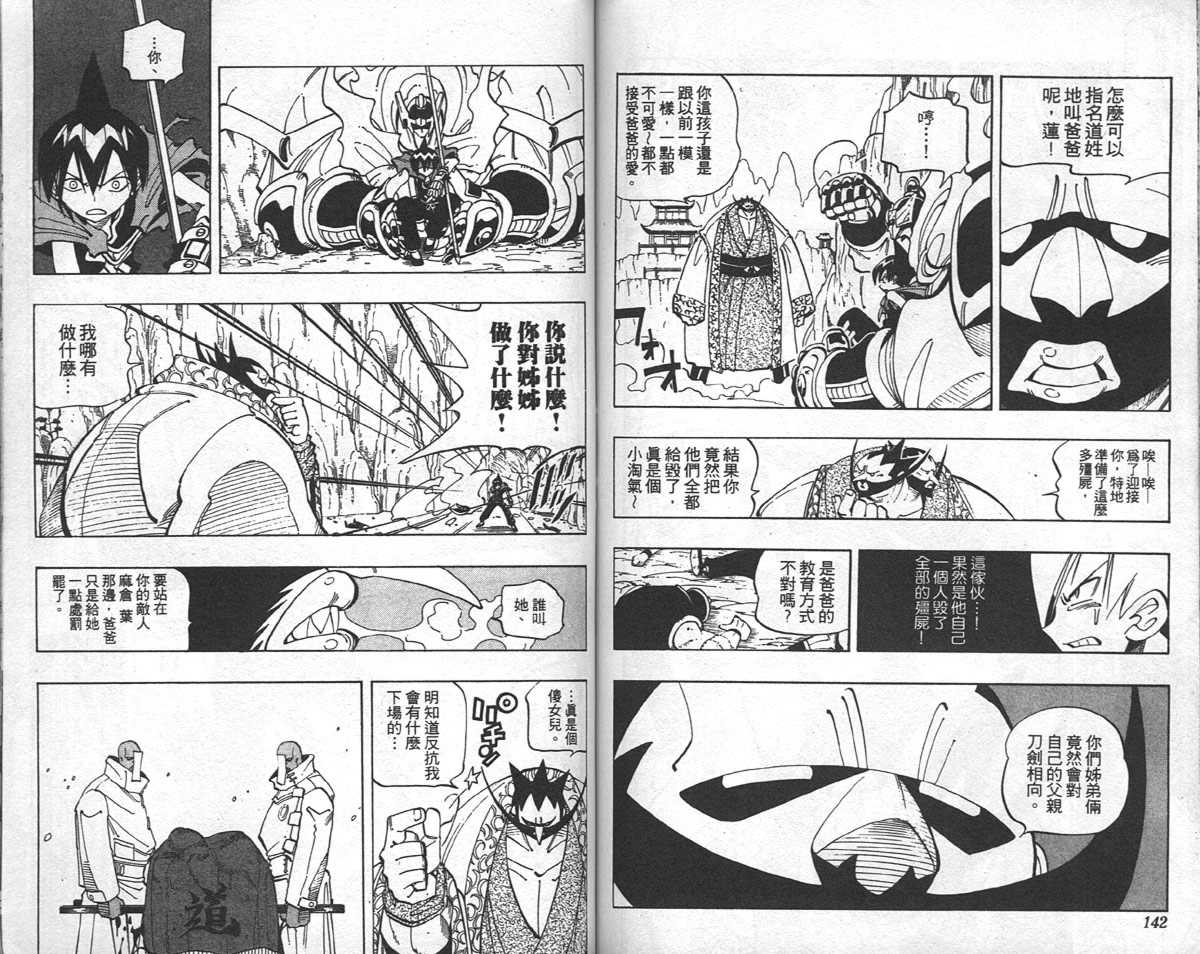 怎麼可以
指名道姓
地叫爸爸
呢，蓮！
哼…！
你這孩子還是
跟以前一模
一樣，一點都
不可愛～都不
接受爸爸的愛。
フォオ
唉──唉──
為了迎接
你，特地
準備了這麼
多殭屍，
結果你
竟然把
他們全都
給毀了，
真是個
小淘氣～
這傢伙…！
果然是他自己
一個人毀了
全部的殭屍！
是爸爸的
教育方式
不對嗎？
你們姊弟倆
竟然會對
自己的父親
刀劍相向。
142
…你、
你說什麼！
你對姊姊
做了什麼！
我哪有
做什麼…
誰叫
她、
要站在
你的敵人
麻倉 葉
那邊，爸爸
只是給她
一點處罰
罷了。
…真是個
傻女兒。
明知道反抗我
會有什麼
下場的…
道